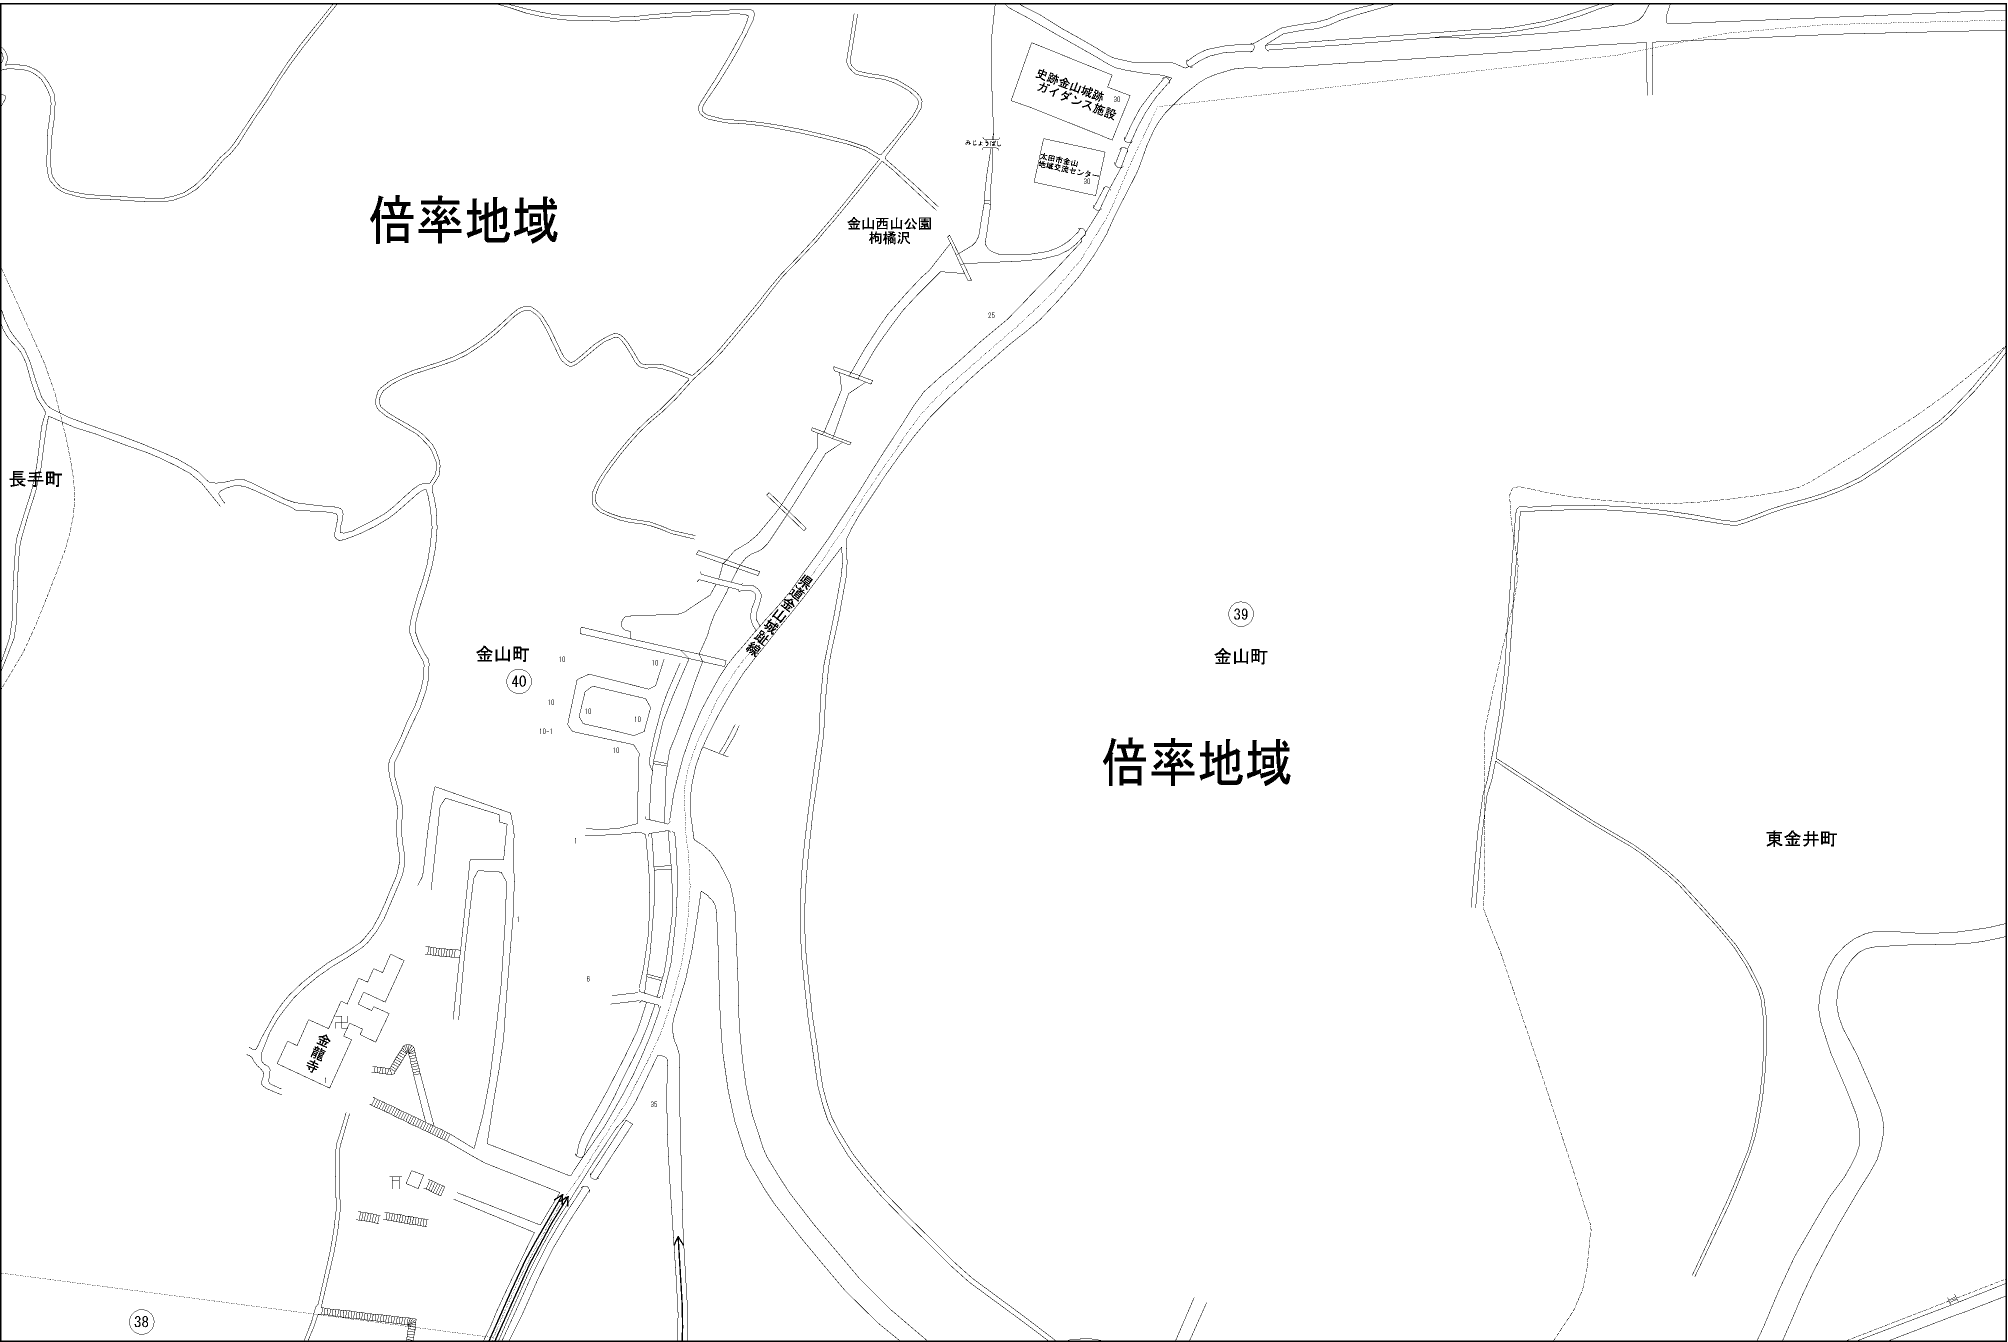 史跡金山城跡
ガイダンス施設
30
みじょうばし
太田市金山
地域交流センター
30
倍率地域
金山西山公園
枸橘沢
25
長手町
県道金山城趾線
39
金山町
金山町
40
10
10
10
10
10
10-1
10
倍率地域
東金井町
1
1
6
金龍寺
1
35
38